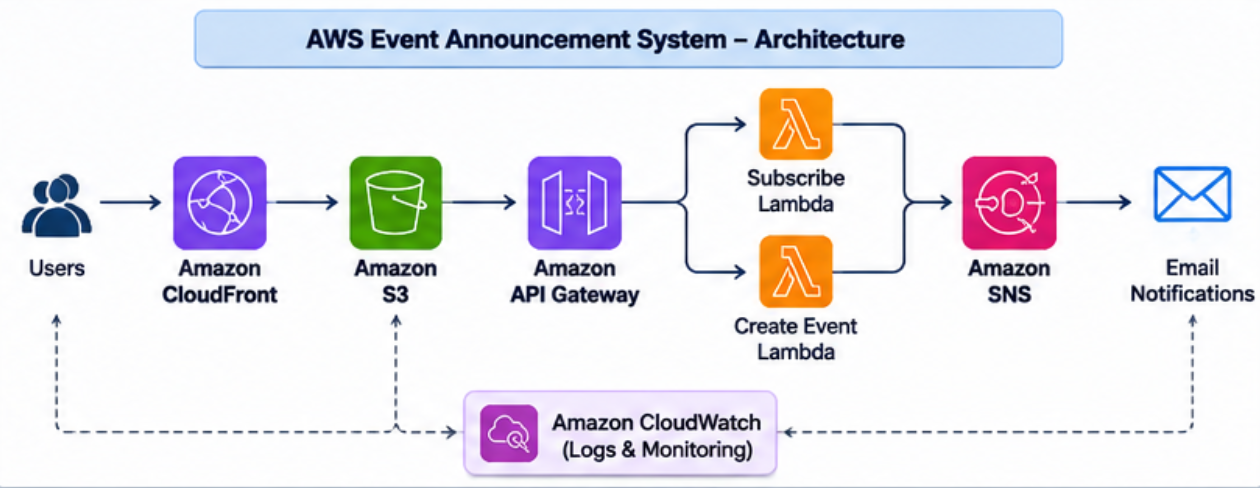 AWS Event Announcement System – Architecture
Users
Amazon
CloudFront
Amazon
S3
Amazon
API Gateway
Subscribe
Lambda
Create Event
Lambda
Amazon
SNS
Email
Notifications
Amazon CloudWatch
(Logs & Monitoring)